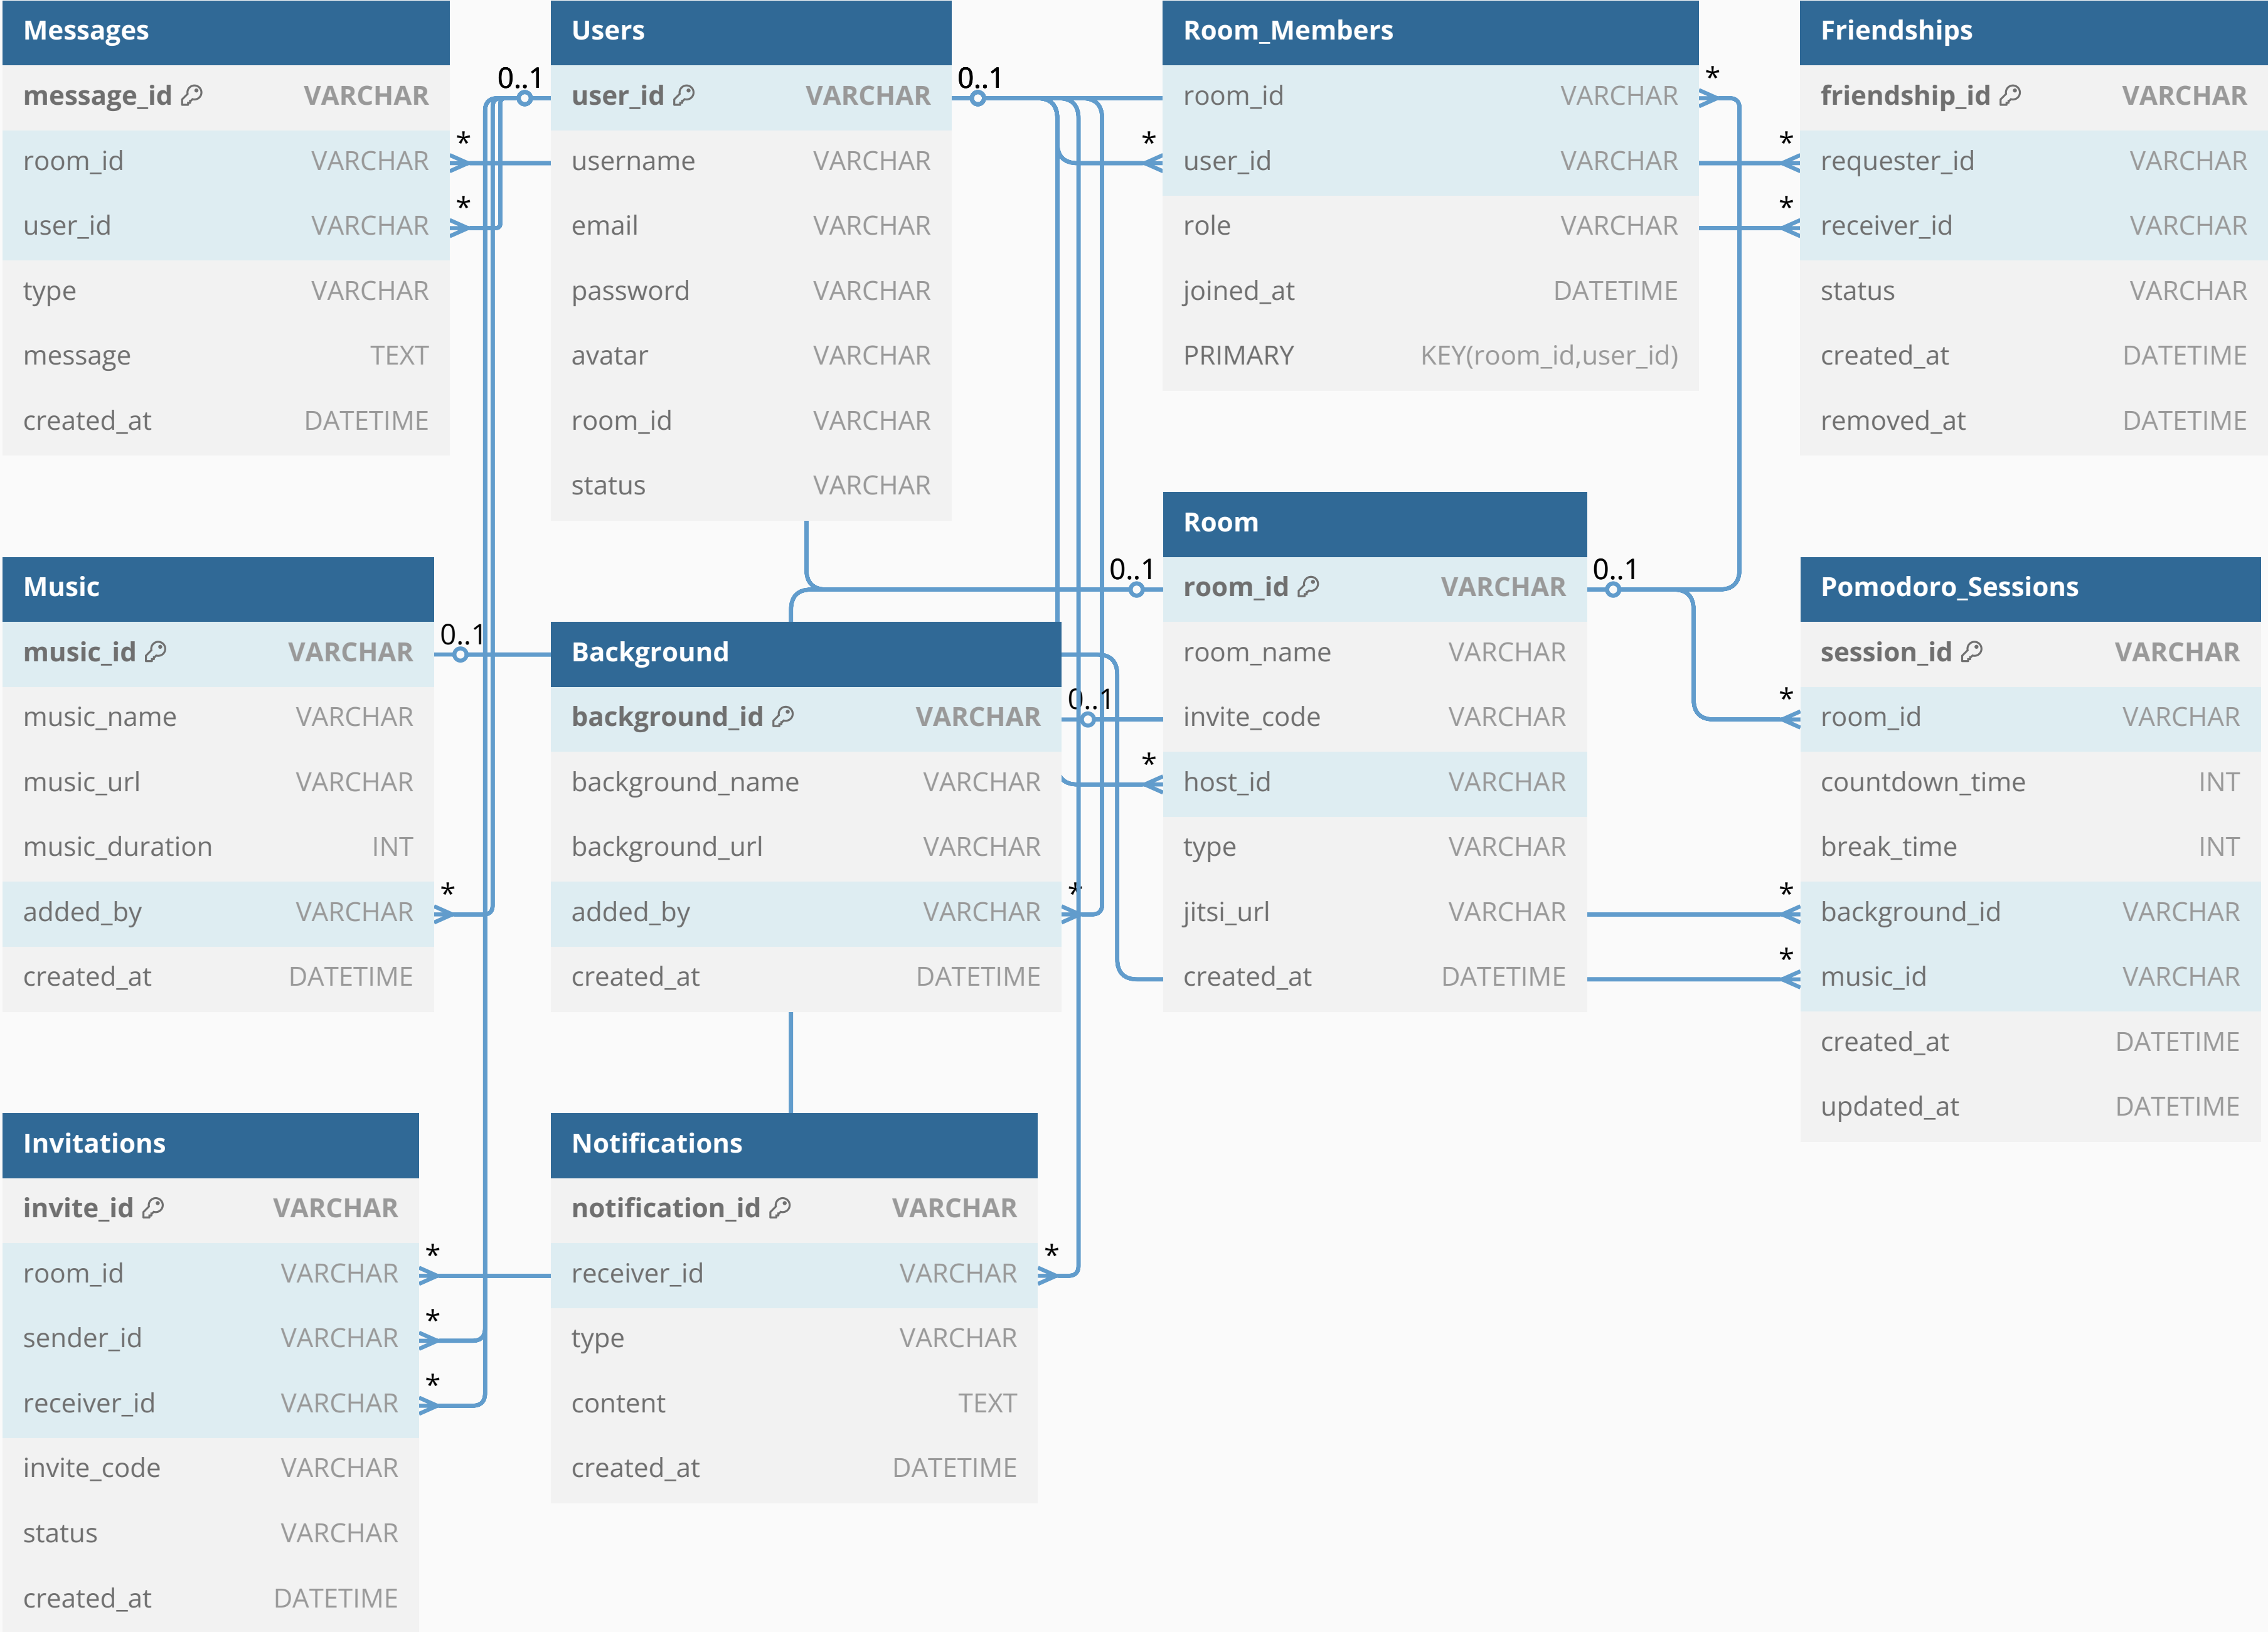 Messages
message_id VARCHAR
room_id VARCHAR
user_id VARCHAR
type VARCHAR
message TEXT
created_at DATETIME
0..1
*
*
Users
user_id VARCHAR
username VARCHAR
email VARCHAR
password VARCHAR
avatar VARCHAR
room_id VARCHAR
status VARCHAR
0..1
Room_Members
room_id VARCHAR
user_id VARCHAR
role VARCHAR
joined_at DATETIME
PRIMARY KEY(room_id,user_id)
*
*
Friendships
friendship_id VARCHAR
requester_id VARCHAR
receiver_id VARCHAR
status VARCHAR
created_at DATETIME
removed_at DATETIME
*
*
Music
music_id VARCHAR
music_name VARCHAR
music_url VARCHAR
music_duration INT
added_by VARCHAR
created_at DATETIME
0..1
*
Background
background_id VARCHAR
background_name VARCHAR
background_url VARCHAR
added_by VARCHAR
created_at DATETIME
0..1
*
Room
room_id VARCHAR
room_name VARCHAR
invite_code VARCHAR
host_id VARCHAR
type VARCHAR
jitsi_url VARCHAR
created_at DATETIME
0..1
0..1
*
Pomodoro_Sessions
session_id VARCHAR
room_id VARCHAR
countdown_time INT
break_time INT
background_id VARCHAR
music_id VARCHAR
created_at DATETIME
updated_at DATETIME
*
*
*
Invitations
invite_id VARCHAR
room_id VARCHAR
sender_id VARCHAR
receiver_id VARCHAR
invite_code VARCHAR
status VARCHAR
created_at DATETIME
*
*
*
Notifications
notification_id VARCHAR
receiver_id VARCHAR
type VARCHAR
content TEXT
created_at DATETIME
*